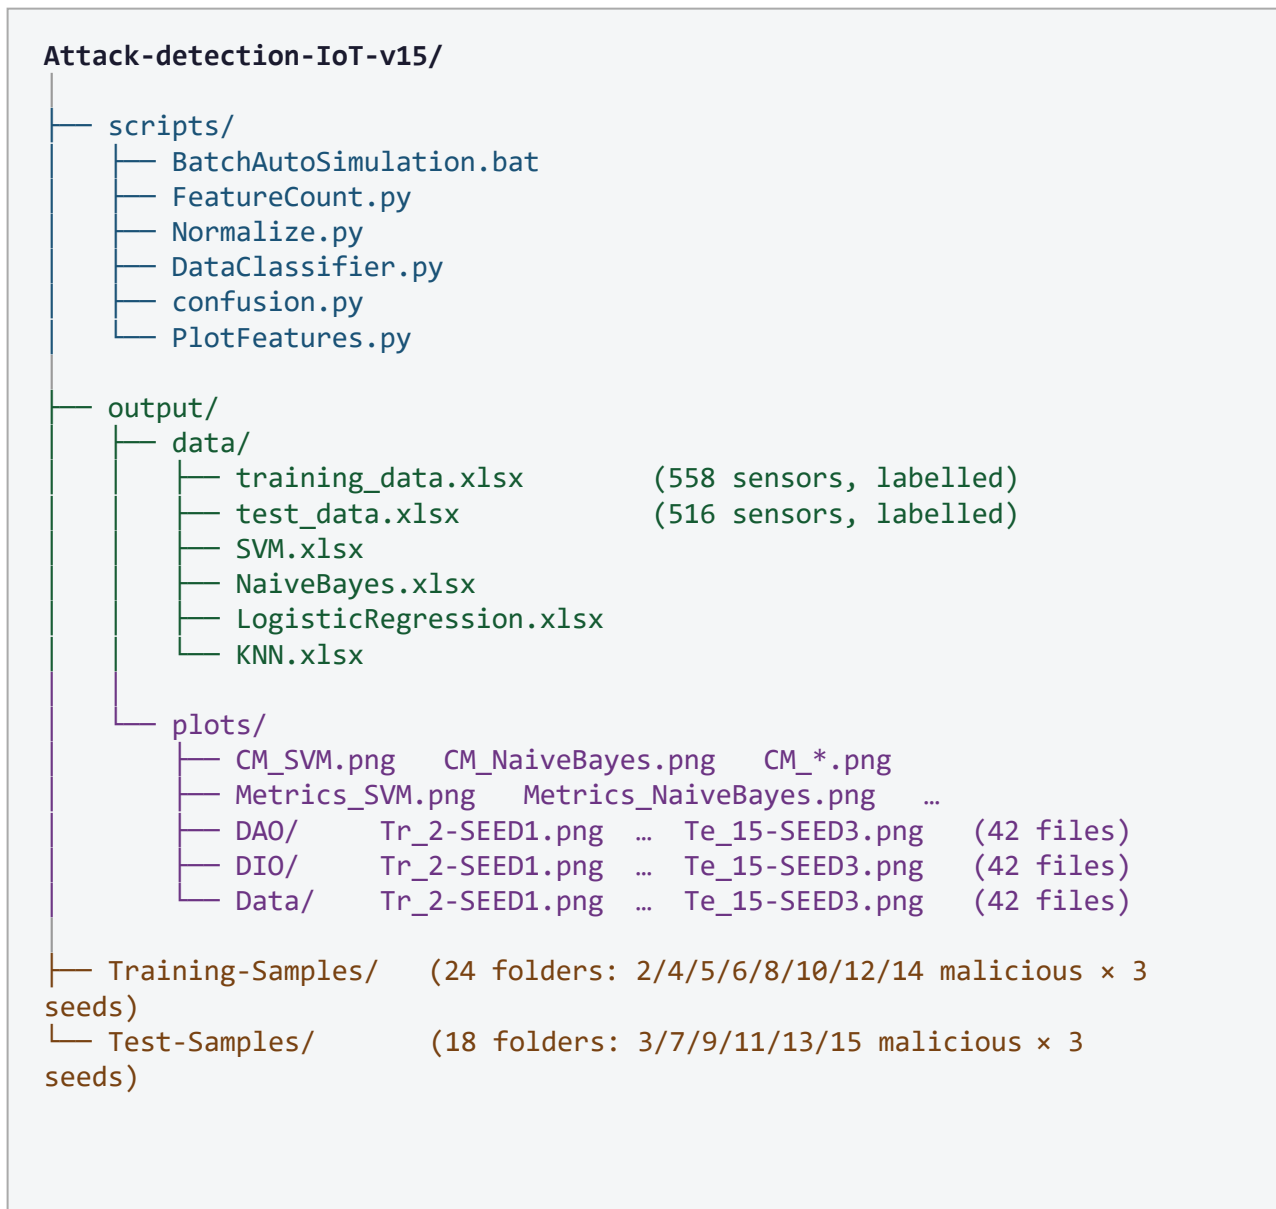 Attack-detection-IoT-v15/
│
├── scripts/
│   ├── BatchAutoSimulation.bat
│   ├── FeatureCount.py
│   ├── Normalize.py
│   ├── DataClassifier.py
│   ├── confusion.py
│   └── PlotFeatures.py
│
├── output/
│   ├── data/
│   │   ├── training_data.xlsx        (558 sensors, labelled)
│   │   ├── test_data.xlsx            (516 sensors, labelled)
│   │   ├── SVM.xlsx
│   │   ├── NaiveBayes.xlsx
│   │   ├── LogisticRegression.xlsx
│   │   └── KNN.xlsx
│   │
│   └── plots/
│       ├── CM_SVM.png   CM_NaiveBayes.png   CM_*.png
│       ├── Metrics_SVM.png   Metrics_NaiveBayes.png   …
│       ├── DAO/     Tr_2-SEED1.png  …  Te_15-SEED3.png   (42 files)
│       ├── DIO/     Tr_2-SEED1.png  …  Te_15-SEED3.png   (42 files)
│       └── Data/    Tr_2-SEED1.png  …  Te_15-SEED3.png   (42 files)
│
├── Training-Samples/   (24 folders: 2/4/5/6/8/10/12/14 malicious × 3
seeds)
└── Test-Samples/       (18 folders: 3/7/9/11/13/15 malicious × 3
seeds)